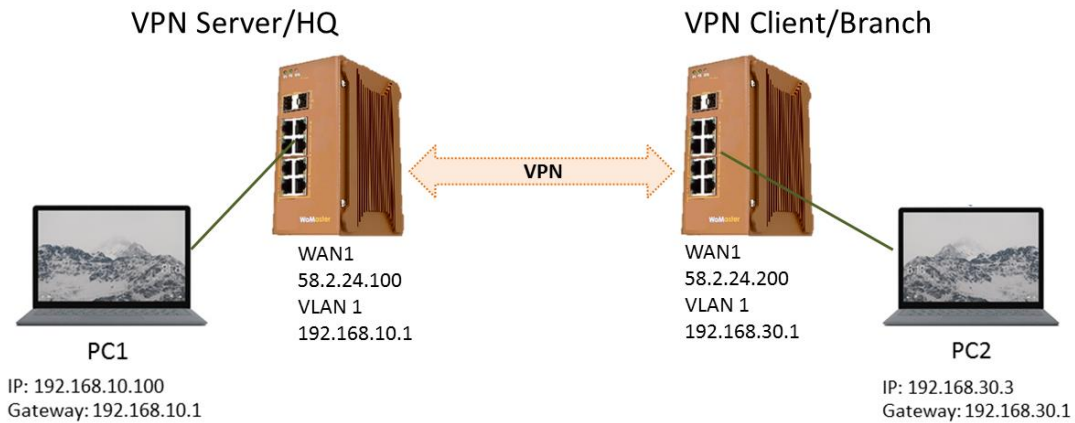 VPN Server/HQ
VPN Client/Branch
VPN
WoMaster
WoMaster
WAN1
58.2.24.100
VLAN 1
192.168.10.1
WAN1
58.2.24.200
VLAN 1
192.168.30.1
PC1
IP: 192.168.10.100
Gateway: 192.168.10.1
PC2
IP: 192.168.30.3
Gateway: 192.168.30.1